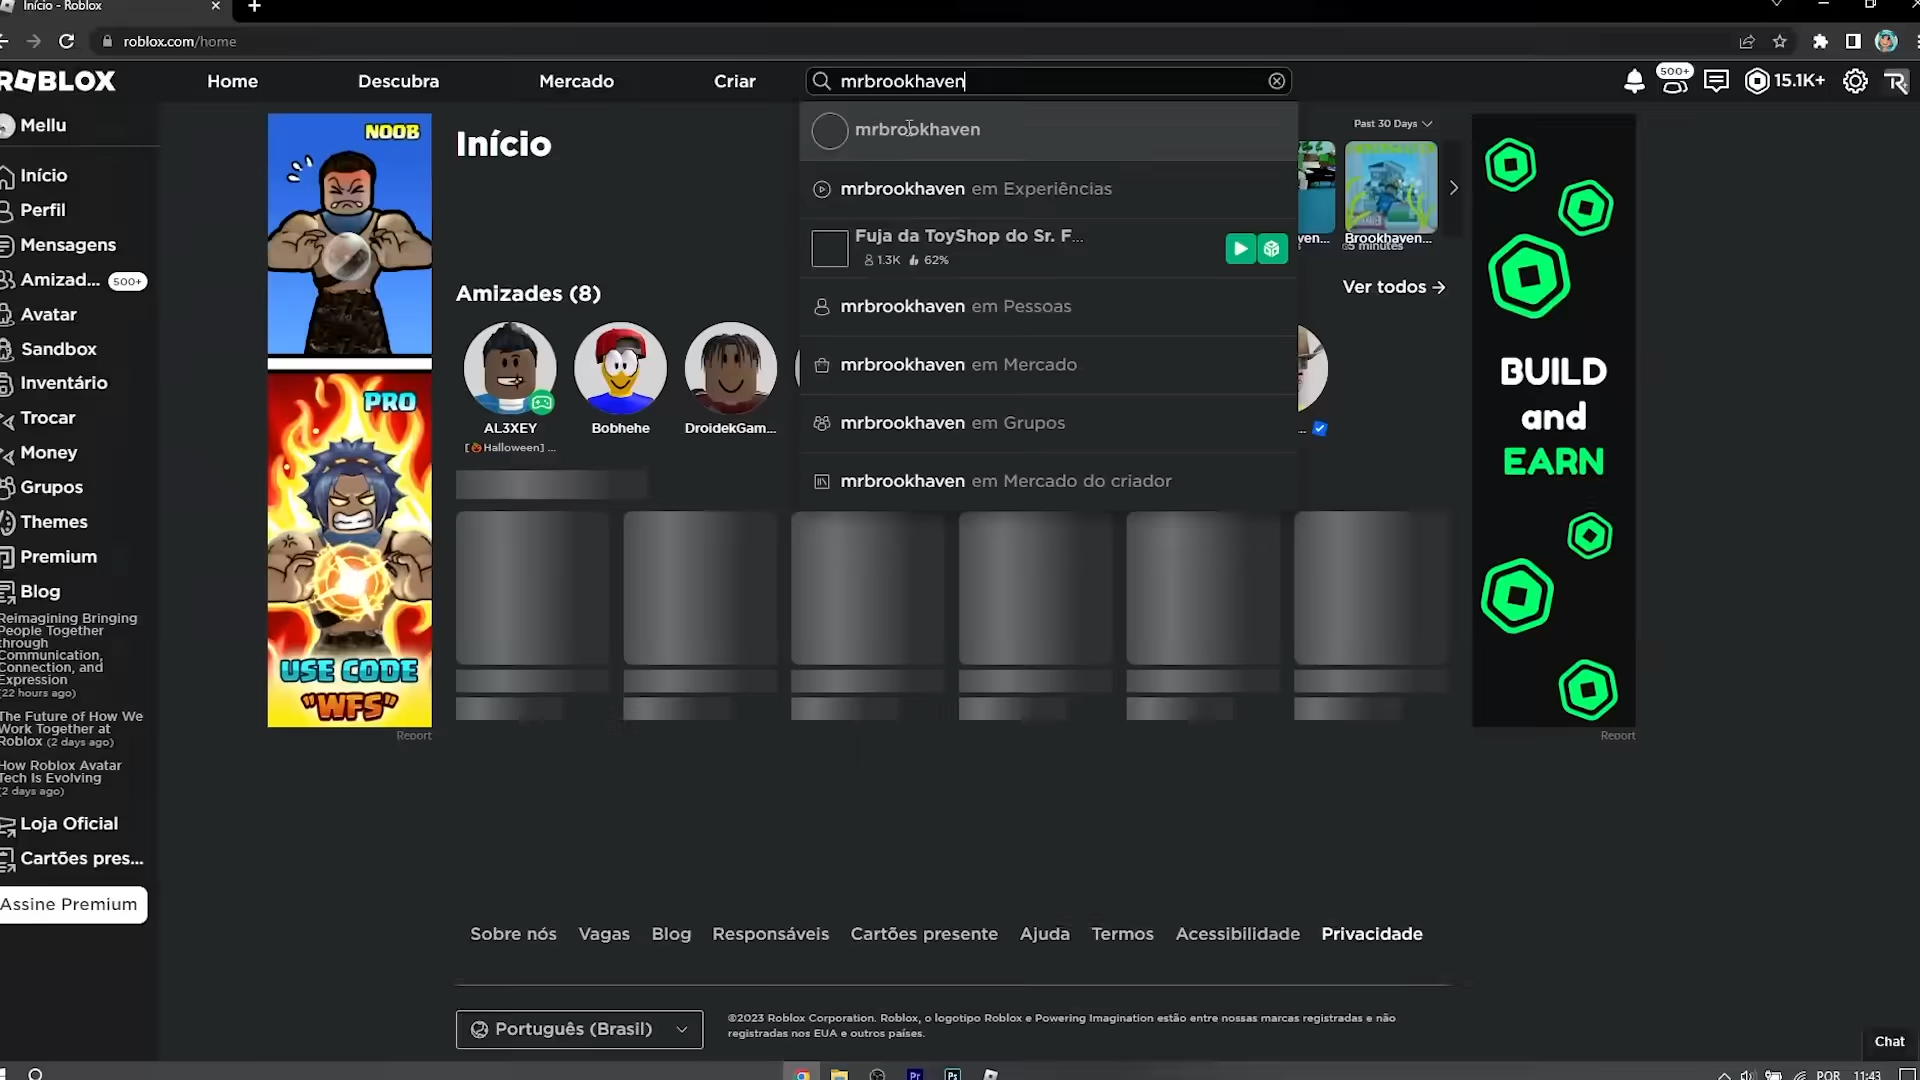 Início - Roblox
roblox.com/home
ROBLOX
Home
Descubra
Mercado
Criar
mrbrookhaven
500+
15.1K+
Mellu
Início
Perfil
Mensagens
Amizad...
500+
Avatar
Sandbox
Inventário
Trocar
Money
Grupos
Themes
Premium
Blog
Reimagining Bringing
People Together
through
Communication,
Connection, and
Expression
(22 hours ago)
The Future of How We
Work Together at
Roblox (2 days ago)
How Roblox Avatar
Tech Is Evolving
(2 days ago)
Loja Oficial
Cartões pres...
Assine Premium
NOOB
PRO
USE CODE
"WFS"
Report
Início
Amizades (8)
AL3XEY
[🎃Halloween] ...
Bobhehe
DroidekGam...
mrbrookhaven
mrbrookhaven em Experiências
Fuja da ToyShop do Sr. F...
1.3K 62%
mrbrookhaven em Pessoas
mrbrookhaven em Mercado
mrbrookhaven em Grupos
mrbrookhaven em Mercado do criador
Past 30 Days
ven...
Brookhaven...
5 minutes
Ver todos →
...
BUILD
and
EARN
Report
Sobre nós
Vagas
Blog
Responsáveis
Cartões presente
Ajuda
Termos
Acessibilidade
Privacidade
Português (Brasil)
©2023 Roblox Corporation. Roblox, o logotipo Roblox e Powering Imagination estão entre nossas marcas registradas e não
registradas nos EUA e outros países.
Chat
Pr
Ps
POR
11:43